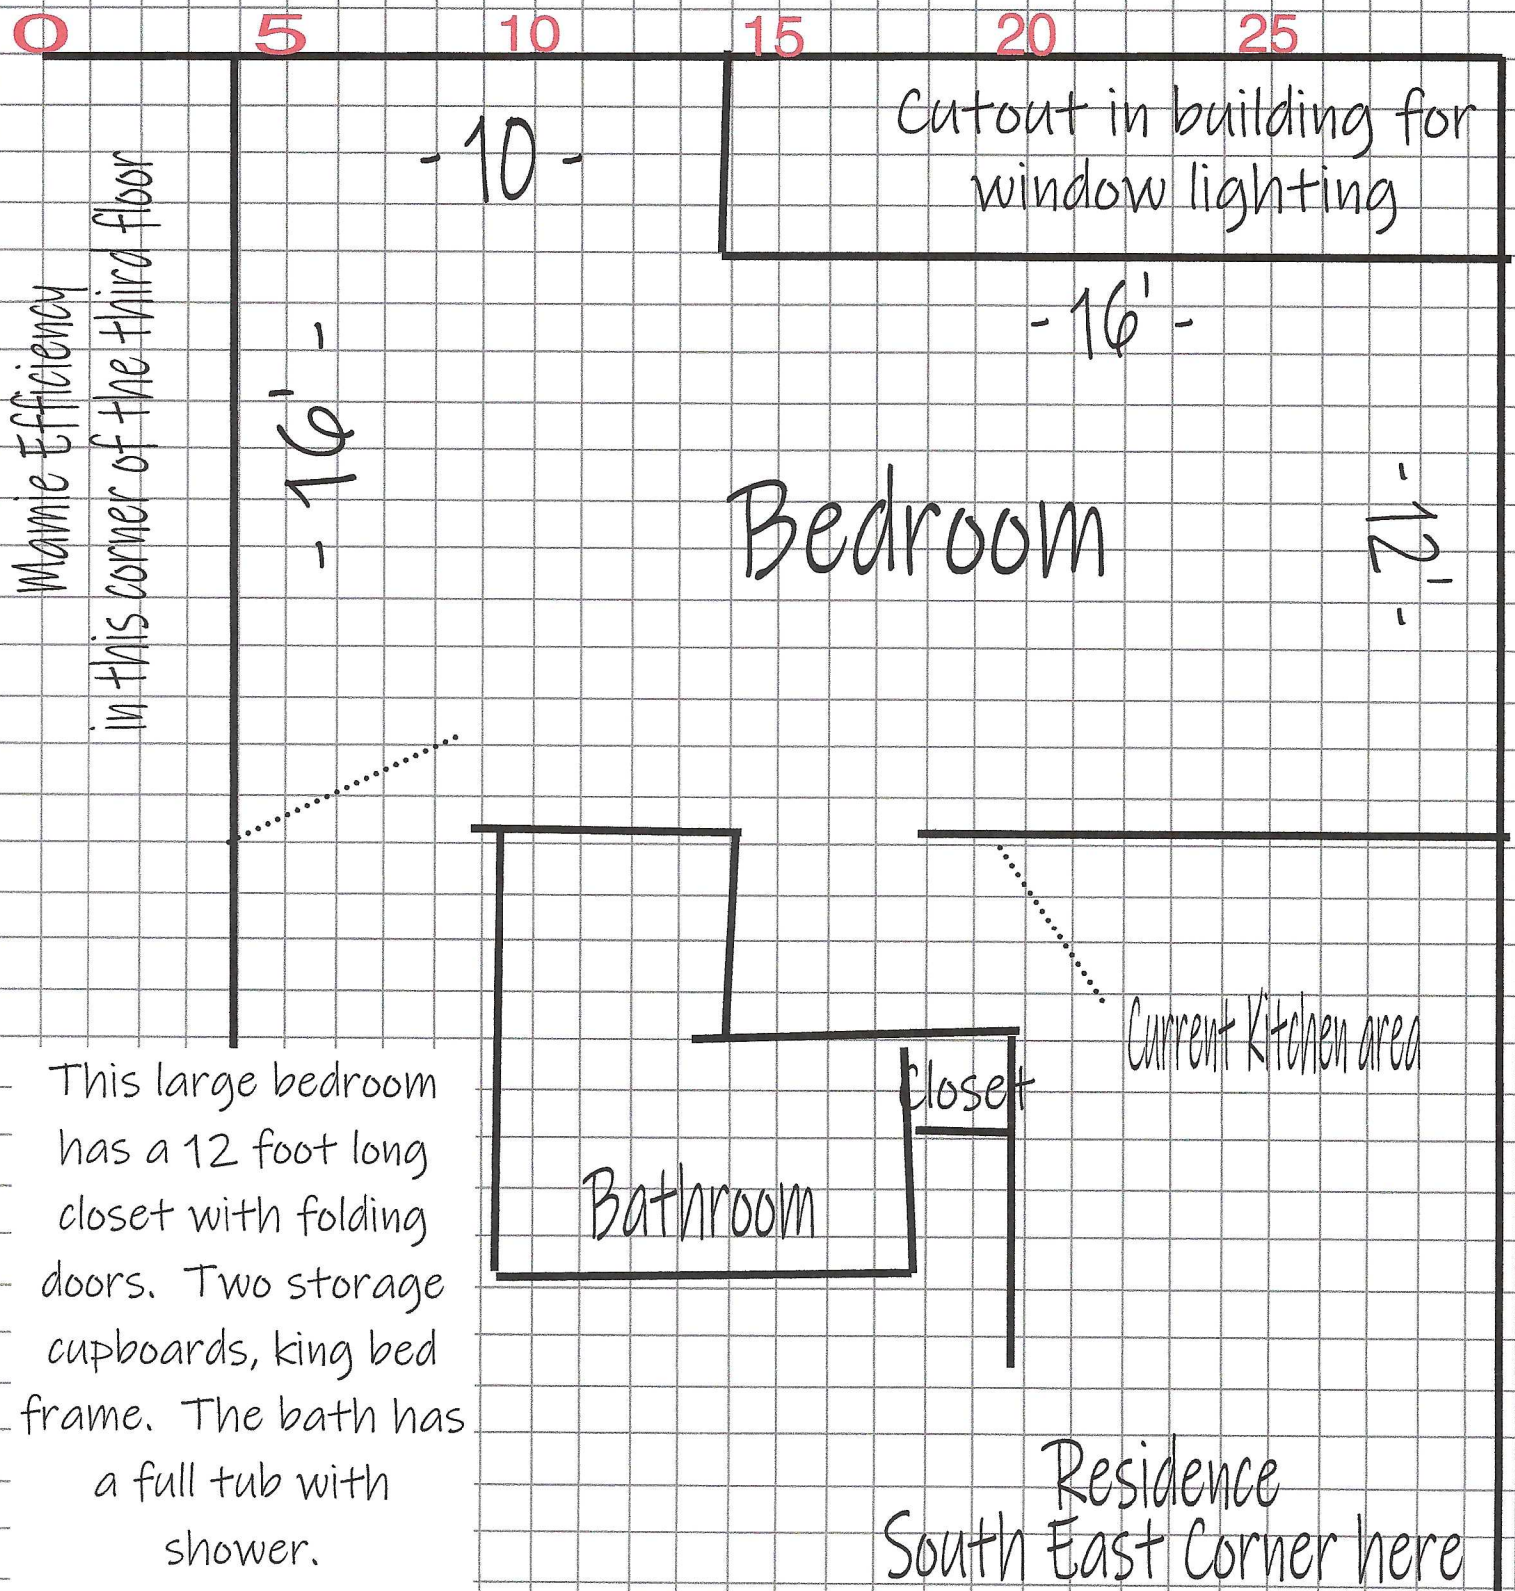 0 5 10 15 20 25
Cutout in building for
window lighting
- 10 -
- 16' -
Mamie Efficiency
in this corner of the third floor
- 16' -
Bedroom
- 12' -
Current Kitchen area
Closet
Bathroom
This large bedroom
has a 12 foot long
closet with folding
doors. Two storage
cupboards, king bed
frame. The bath has
a full tub with
shower.
Residence
South East Corner here